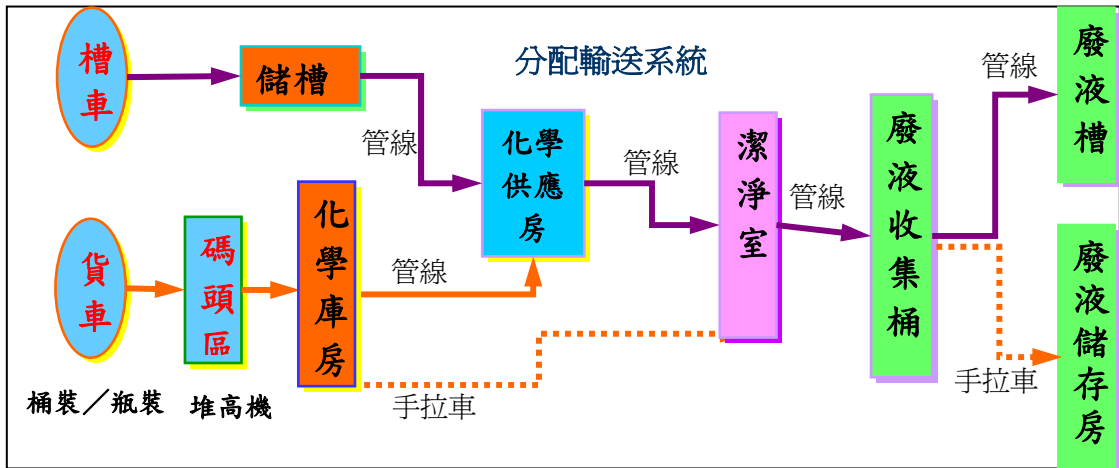 分配輸送系統
槽車
儲槽
管線
化學
供應
房
管線
潔淨室
管線
廢液收集桶
管線
廢液槽
貨車
碼頭區
化學庫房
管線
手拉車
手拉車
廢液儲存房
桶裝／瓶裝
堆高機